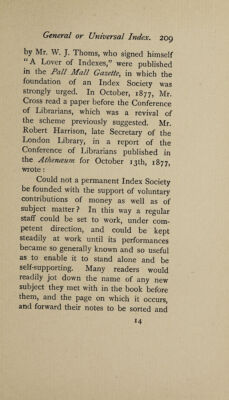 General or Universal Index. 209
by Mr. W. J. Thoms, who signed himself
“A Lover of Indexes,” were published
in the Pall Mall Gazette, in which the
foundation of an Index Society was
strongly urged. In October, 1877, Mr.
Cross read a paper before the Conference
of Librarians, which was a revival of
the scheme previously suggested. Mr.
Robert Harrison, late Secretary of the
London Library, in a report of the
Conference of Librarians published in
the Athenæum for October 13th, 1877,
wrote :
Could not a permanent Index Society
be founded with the support of voluntary
contributions of money as well as of
subject matter? In this way a regular
staff could be set to work, under com-
petent direction, and could be kept
steadily at work until its performances
became so generally known and so useful
as to enable it to stand alone and be
self-supporting. Many readers would
readily jot down the name of any new
subject they met with in the book before
them, and the page on which it occurs,
and forward their notes to be sorted and
14